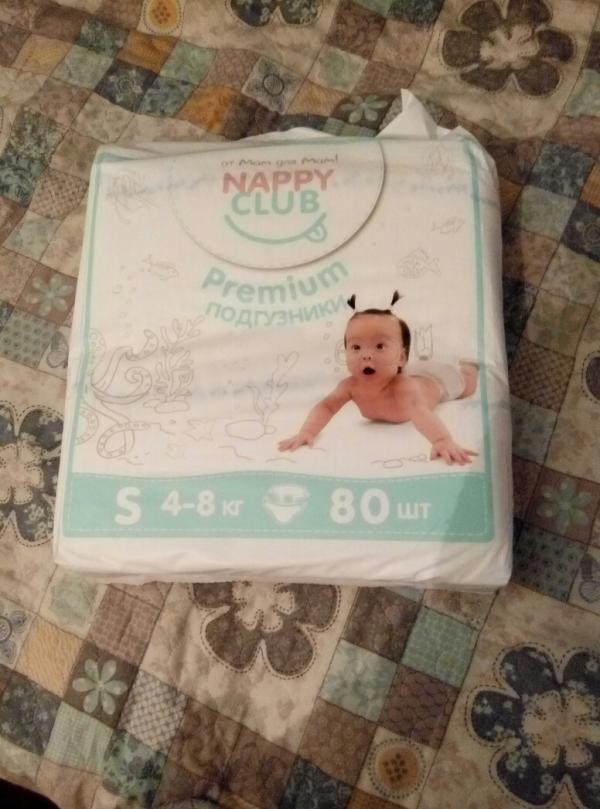 от Мам для Мам!
NAPPY
CLUB
Premium
ПОДГУЗНИКИ
S 4-8 КГ 80 ШТ